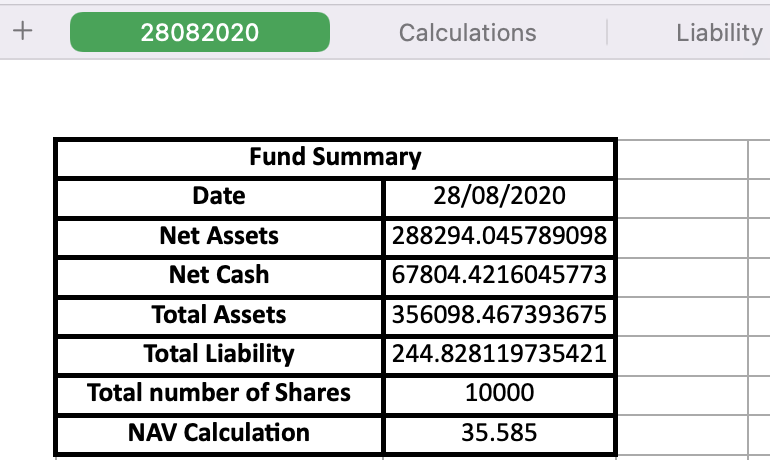 + 28082020 Calculations Liability
Fund Summary
Date 28/08/2020
Net Assets 288294.045789098
Net Cash 67804.4216045773
Total Assets 356098.467393675
Total Liability 244.828119735421
Total number of Shares 10000
NAV Calculation 35.585